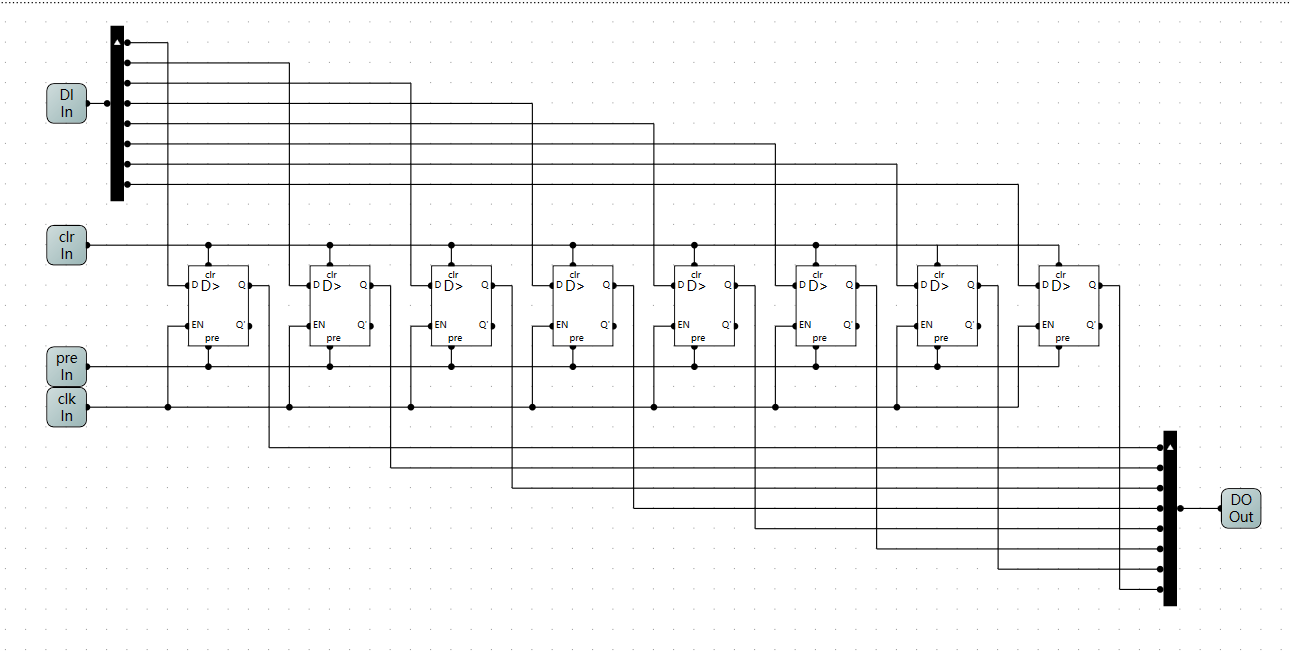 DI
In
clr
In
clr clr clr clr clr clr clr clr
D D> Q D D> Q D D> Q D D> Q D D> Q D D> Q D D> Q D D> Q
EN Q' EN Q' EN Q' EN Q' EN Q' EN Q' EN Q' EN Q'
pre pre pre pre pre pre pre pre
pre
In
clk
In
DO
Out